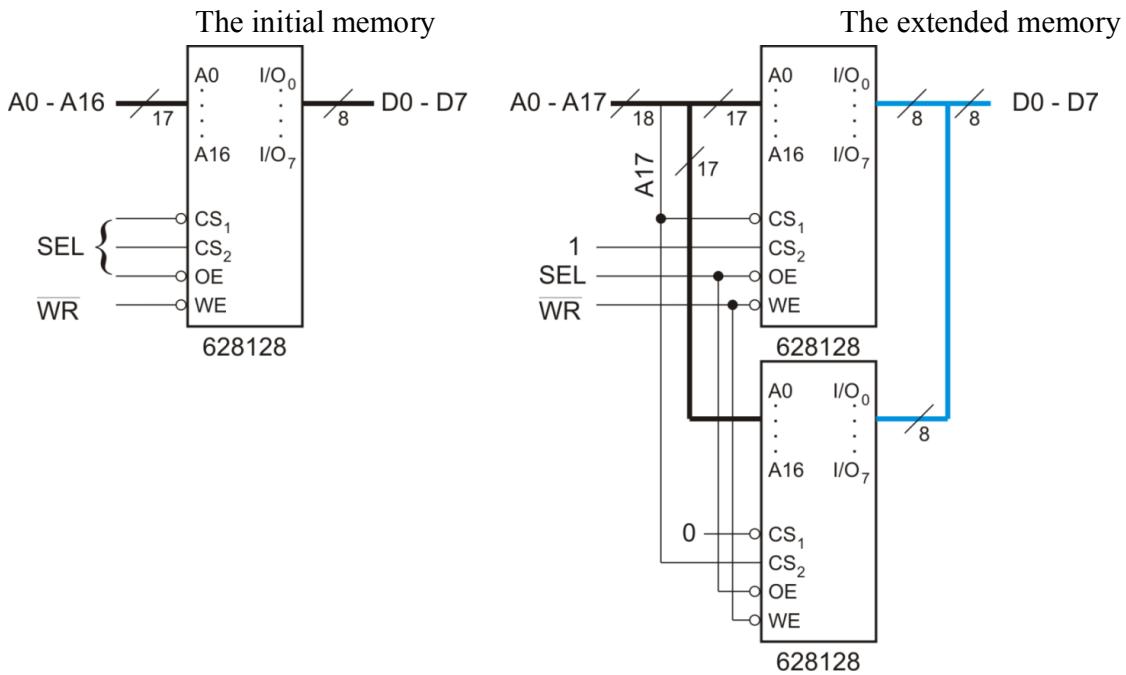 The initial memory
A0 - A16
17
A0
A16
I/O0
I/O7
8
D0 - D7
SEL {
CS1
CS2
OE
WR
WE
628128
The extended memory
A0 - A17
18
17
A17
17
A0
A16
I/O0
I/O7
8
8
D0 - D7
1
SEL
WR
CS1
CS2
OE
WE
628128
A0
A16
I/O0
I/O7
8
0
CS1
CS2
OE
WE
628128